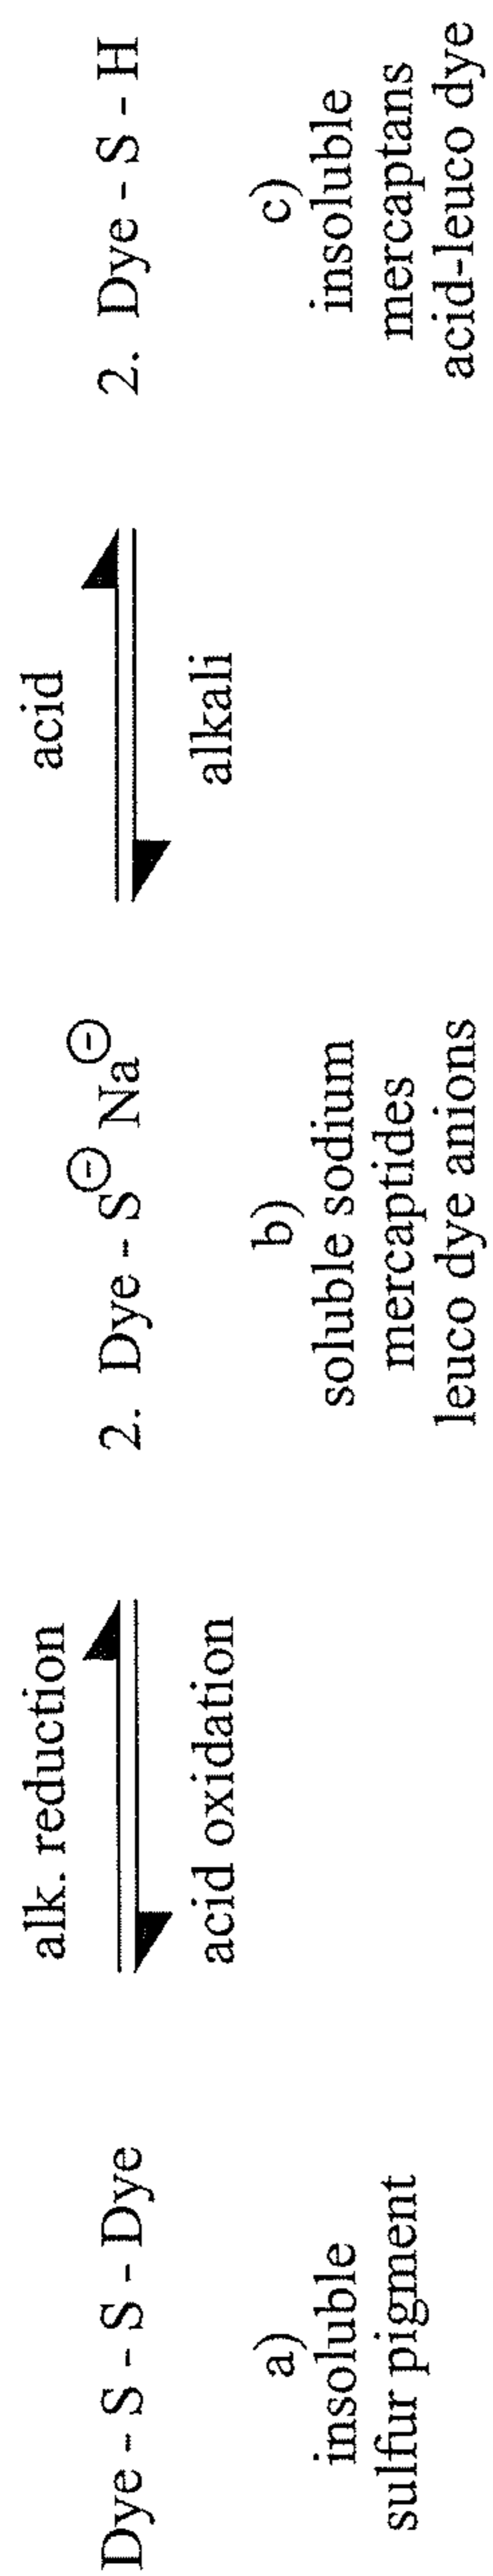 Dye - S - S - Dye
a)
insoluble
sulfur pigment
alk. reduction
acid oxidation
2. Dye - S⊖ Na⊖
b)
soluble sodium
mercaptides
leuco dye anions
acid
alkali
2. Dye - S - H
c)
insoluble
mercaptans
acid-leuco dye